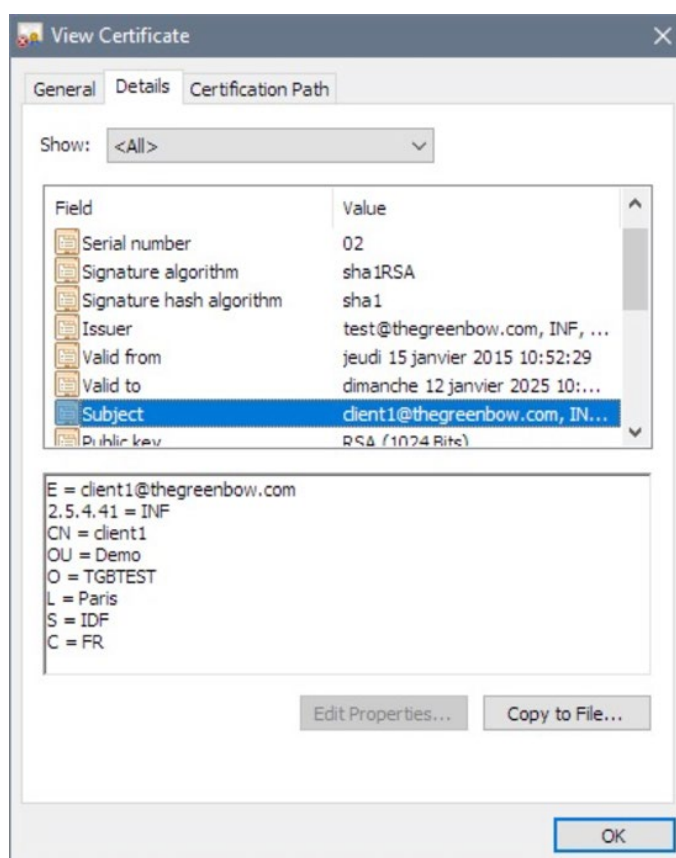 View Certificate
General Details Certification Path
Show: <All>
Field Value
Serial number 02
Signature algorithm sha1RSA
Signature hash algorithm sha1
Issuer test@thegreenbow.com, INF, ...
Valid from jeudi 15 janvier 2015 10:52:29
Valid to dimanche 12 janvier 2025 10:...
Subject client1@thegreenbow.com, IN...
Public key RSA (1024 Bits)
E = client1@thegreenbow.com
2.5.4.41 = INF
CN = client1
OU = Demo
O = TGBTEST
L = Paris
S = IDF
C = FR
Edit Properties... Copy to File...
OK